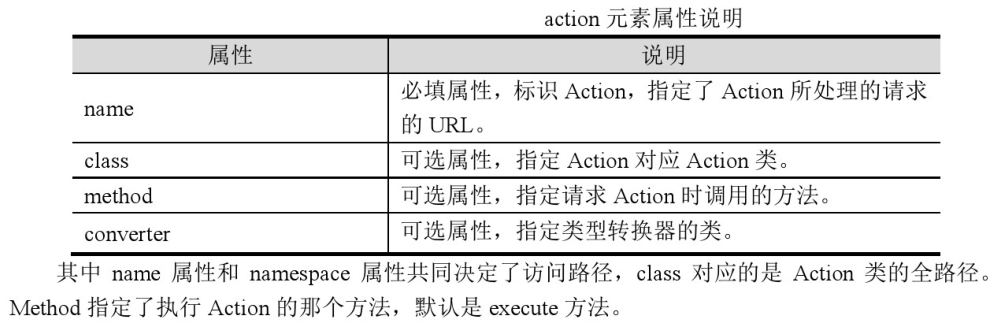 action 元素属性说明
属性 说明
name 必填属性，标识 Action，指定了 Action 所处理的请求
的 URL。
class 可选属性，指定 Action 对应 Action 类。
method 可选属性，指定请求 Action 时调用的方法。
converter 可选属性，指定类型转换器的类。
其中 name 属性和 namespace 属性共同决定了访问路径，class 对应的是 Action 类的全路径。
Method 指定了执行 Action 的那个方法，默认是 execute 方法。